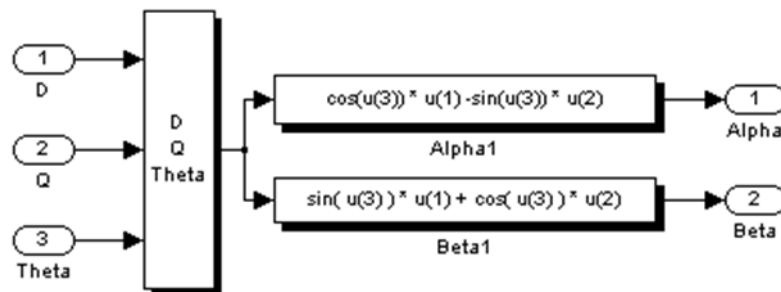 1
D
2
Q
3
Theta
D
Q
Theta
cos(u(3))* u(1) -sin(u(3))* u(2)
Alpha1
sin( u(3) ) * u(1) + cos( u(3) ) * u(2)
Beta1
1
Alpha
2
Beta